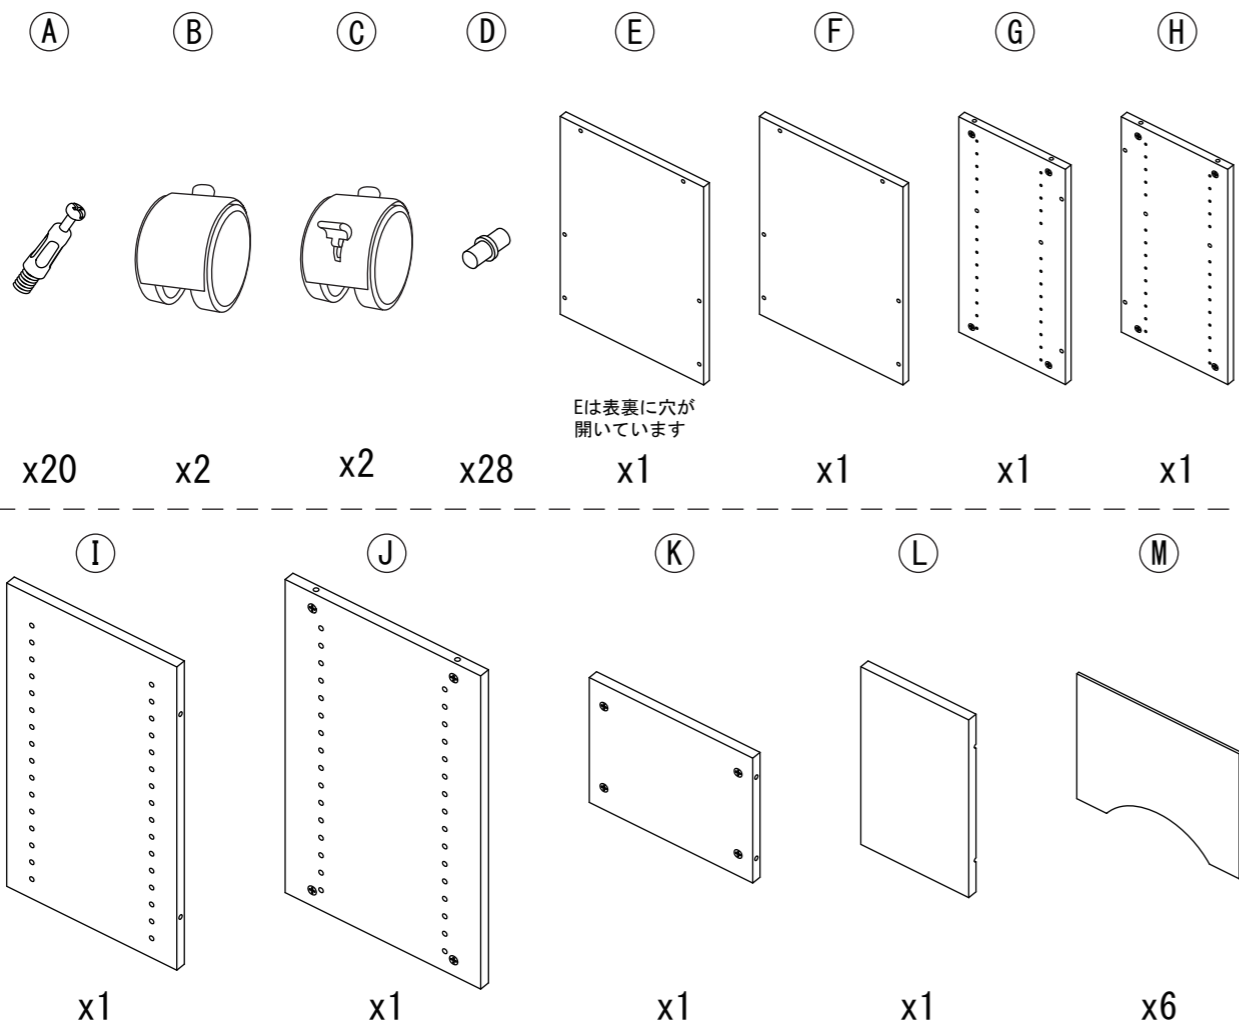 Ⓐ Ⓑ Ⓒ Ⓓ Ⓔ Ⓕ Ⓖ Ⓗ
Eは表裏に穴が
開いています
x20 x2 x2 x28 x1 x1 x1 x1
Ⓘ Ⓙ Ⓚ Ⓛ Ⓜ
x1 x1 x1 x1 x6